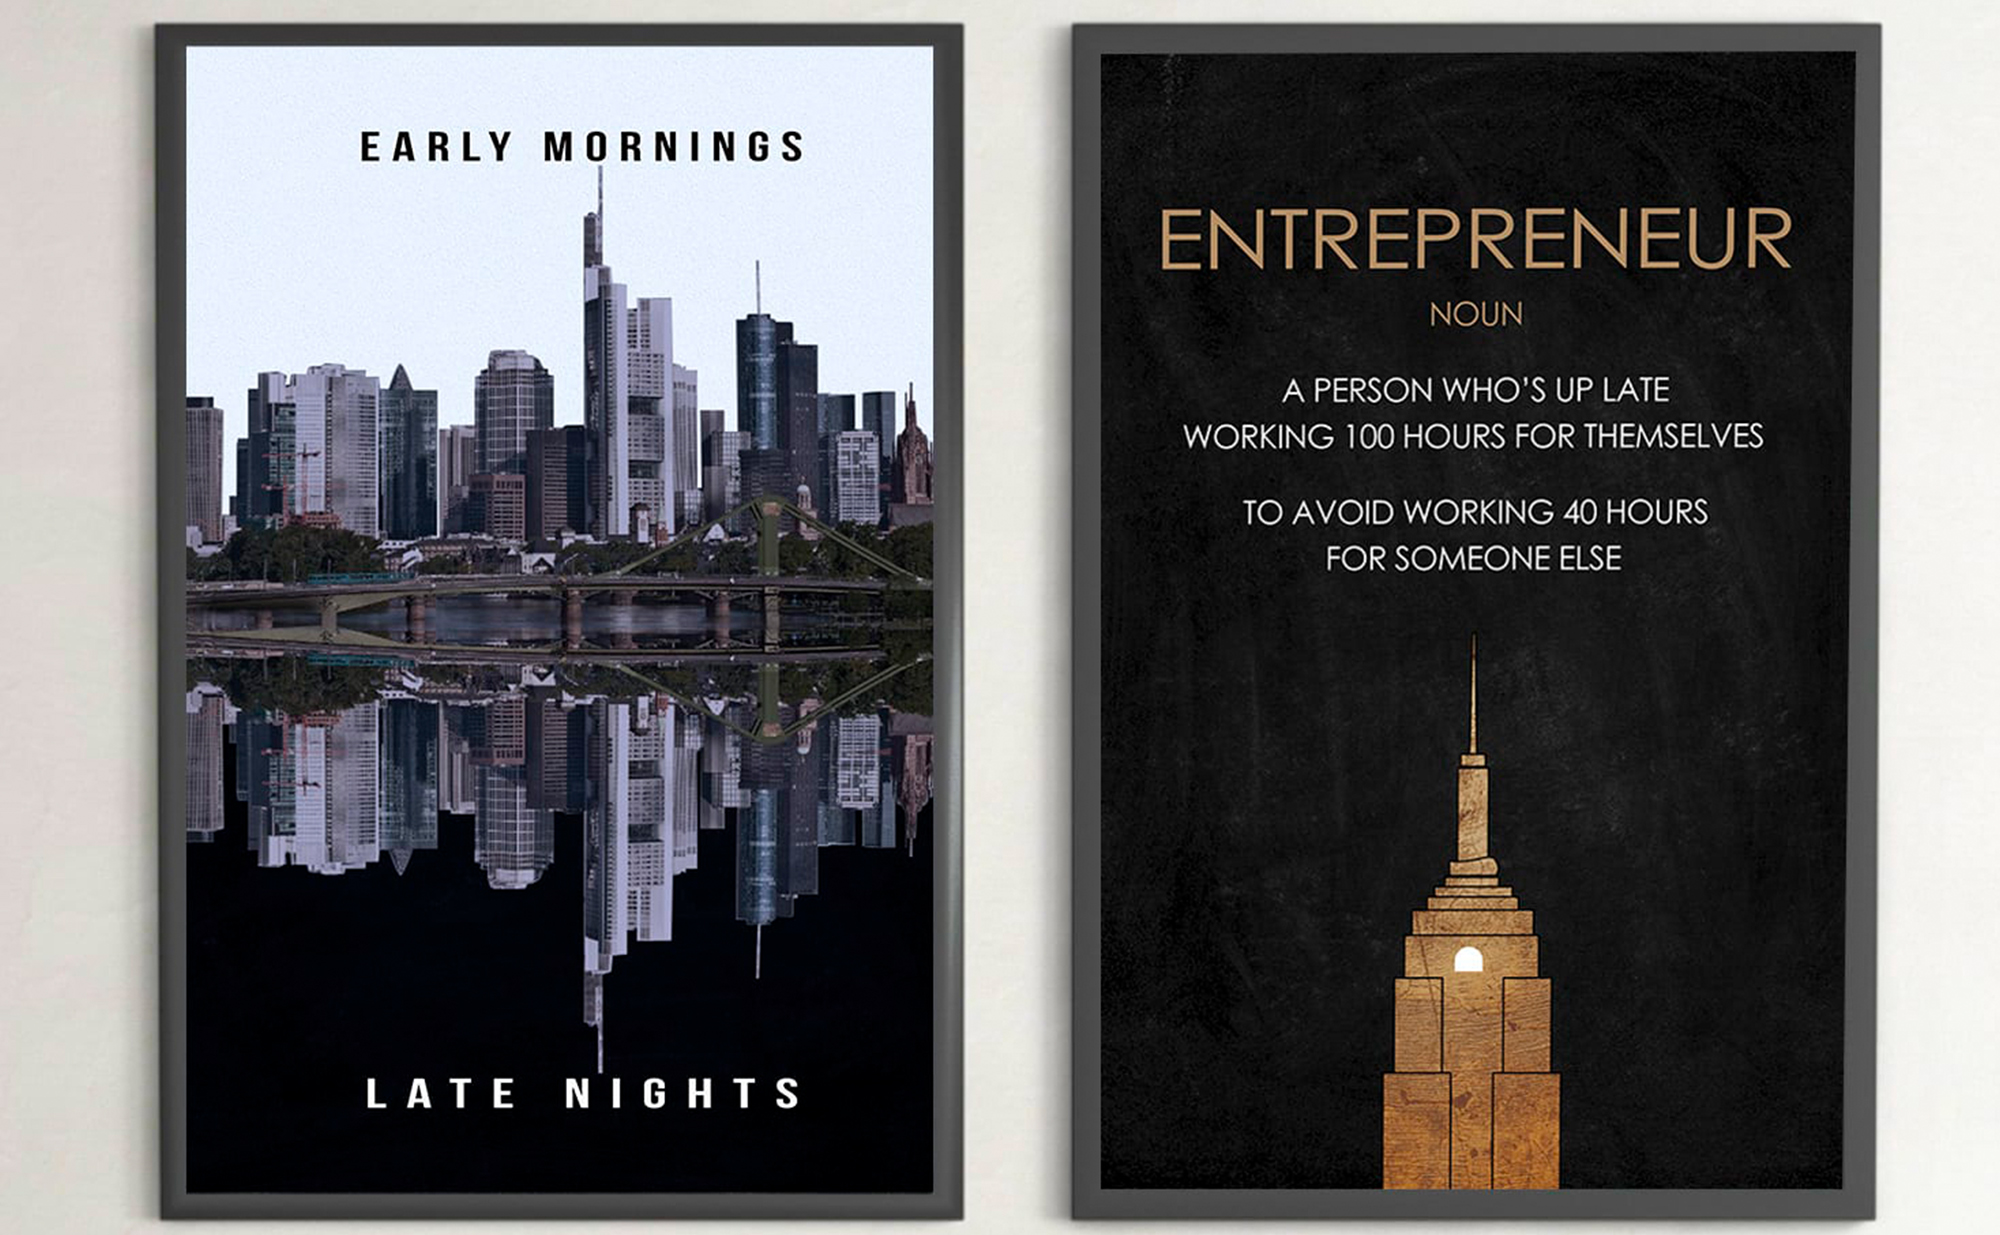 EARLY MORNINGS
LATE NIGHTS
ENTREPRENEUR
NOUN
A PERSON WHO'S UP LATE
WORKING 100 HOURS FOR THEMSELVES
TO AVOID WORKING 40 HOURS
FOR SOMEONE ELSE